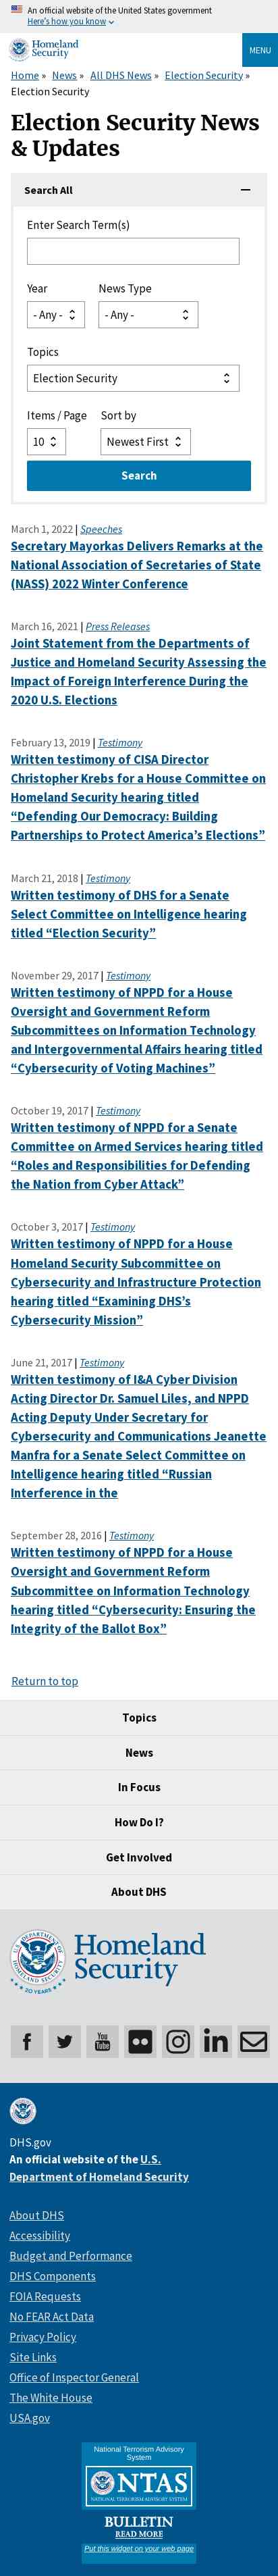 An official website of the United States government
Here's how you know
Homeland
Security
MENU
Home » News » All DHS News » Election Security »
Election Security
Election Security News
& Updates
Search All
Enter Search Term(s)
Year News Type
- Any - - Any -
Topics
Election Security
Items / Page Sort by
10 Newest First
Search
March 1, 2022 | Speeches
Secretary Mayorkas Delivers Remarks at the
National Association of Secretaries of State
(NASS) 2022 Winter Conference
March 16, 2021 | Press Releases
Joint Statement from the Departments of
Justice and Homeland Security Assessing the
Impact of Foreign Interference During the
2020 U.S. Elections
February 13, 2019 | Testimony
Written testimony of CISA Director
Christopher Krebs for a House Committee on
Homeland Security hearing titled
“Defending Our Democracy: Building
Partnerships to Protect America’s Elections”
March 21, 2018 | Testimony
Written testimony of DHS for a Senate
Select Committee on Intelligence hearing
titled “Election Security”
November 29, 2017 | Testimony
Written testimony of NPPD for a House
Oversight and Government Reform
Subcommittees on Information Technology
and Intergovernmental Affairs hearing titled
“Cybersecurity of Voting Machines”
October 19, 2017 | Testimony
Written testimony of NPPD for a Senate
Committee on Armed Services hearing titled
“Roles and Responsibilities for Defending
the Nation from Cyber Attack”
October 3, 2017 | Testimony
Written testimony of NPPD for a House
Homeland Security Subcommittee on
Cybersecurity and Infrastructure Protection
hearing titled “Examining DHS’s
Cybersecurity Mission”
June 21, 2017 | Testimony
Written testimony of I&A Cyber Division
Acting Director Dr. Samuel Liles, and NPPD
Acting Deputy Under Secretary for
Cybersecurity and Communications Jeanette
Manfra for a Senate Select Committee on
Intelligence hearing titled “Russian
Interference in the
September 28, 2016 | Testimony
Written testimony of NPPD for a House
Oversight and Government Reform
Subcommittee on Information Technology
hearing titled “Cybersecurity: Ensuring the
Integrity of the Ballot Box”
Return to top
Topics
News
In Focus
How Do I?
Get Involved
About DHS
Homeland
Security
20 YEARS
You
Tube
DHS.gov
An official website of the U.S.
Department of Homeland Security
About DHS
Accessibility
Budget and Performance
DHS Components
FOIA Requests
No FEAR Act Data
Privacy Policy
Site Links
Office of Inspector General
The White House
USA.gov
National Terrorism Advisory
System
NTAS
NATIONAL TERRORISM ADVISORY SYSTEM
BULLETIN
READ MORE
Put this widget on your web page